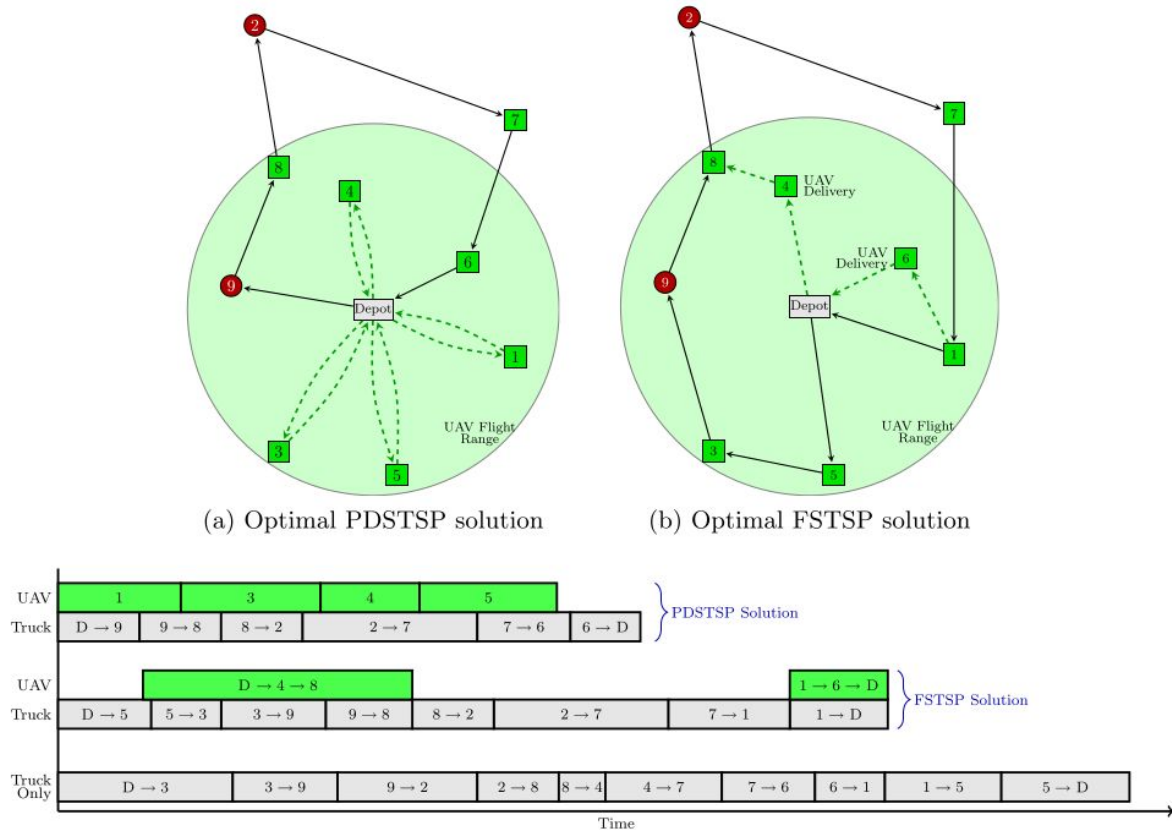 2
7
8
4
6
9
Depot
1
UAV Flight
Range
3
5
(a) Optimal PDSTSP solution
2
7
8
4
UAV
Delivery
UAV
Delivery
6
9
Depot
1
UAV Flight
Range
3
5
(b) Optimal FSTSP solution
UAV 1 3 4 5
Truck D → 9 9 → 8 8 → 2 2 → 7 7 → 6 6 → D
PDSTSP Solution
UAV D → 4 → 8 1 → 6 → D
Truck D → 5 5 → 3 3 → 9 9 → 8 8 → 2 2 → 7 7 → 1 1 → D
FSTSP Solution
Truck
Only
D → 3 3 → 9 9 → 2 2 → 8 8 → 4 4 → 7 7 → 6 6 → 1 1 → 5 5 → D
Time